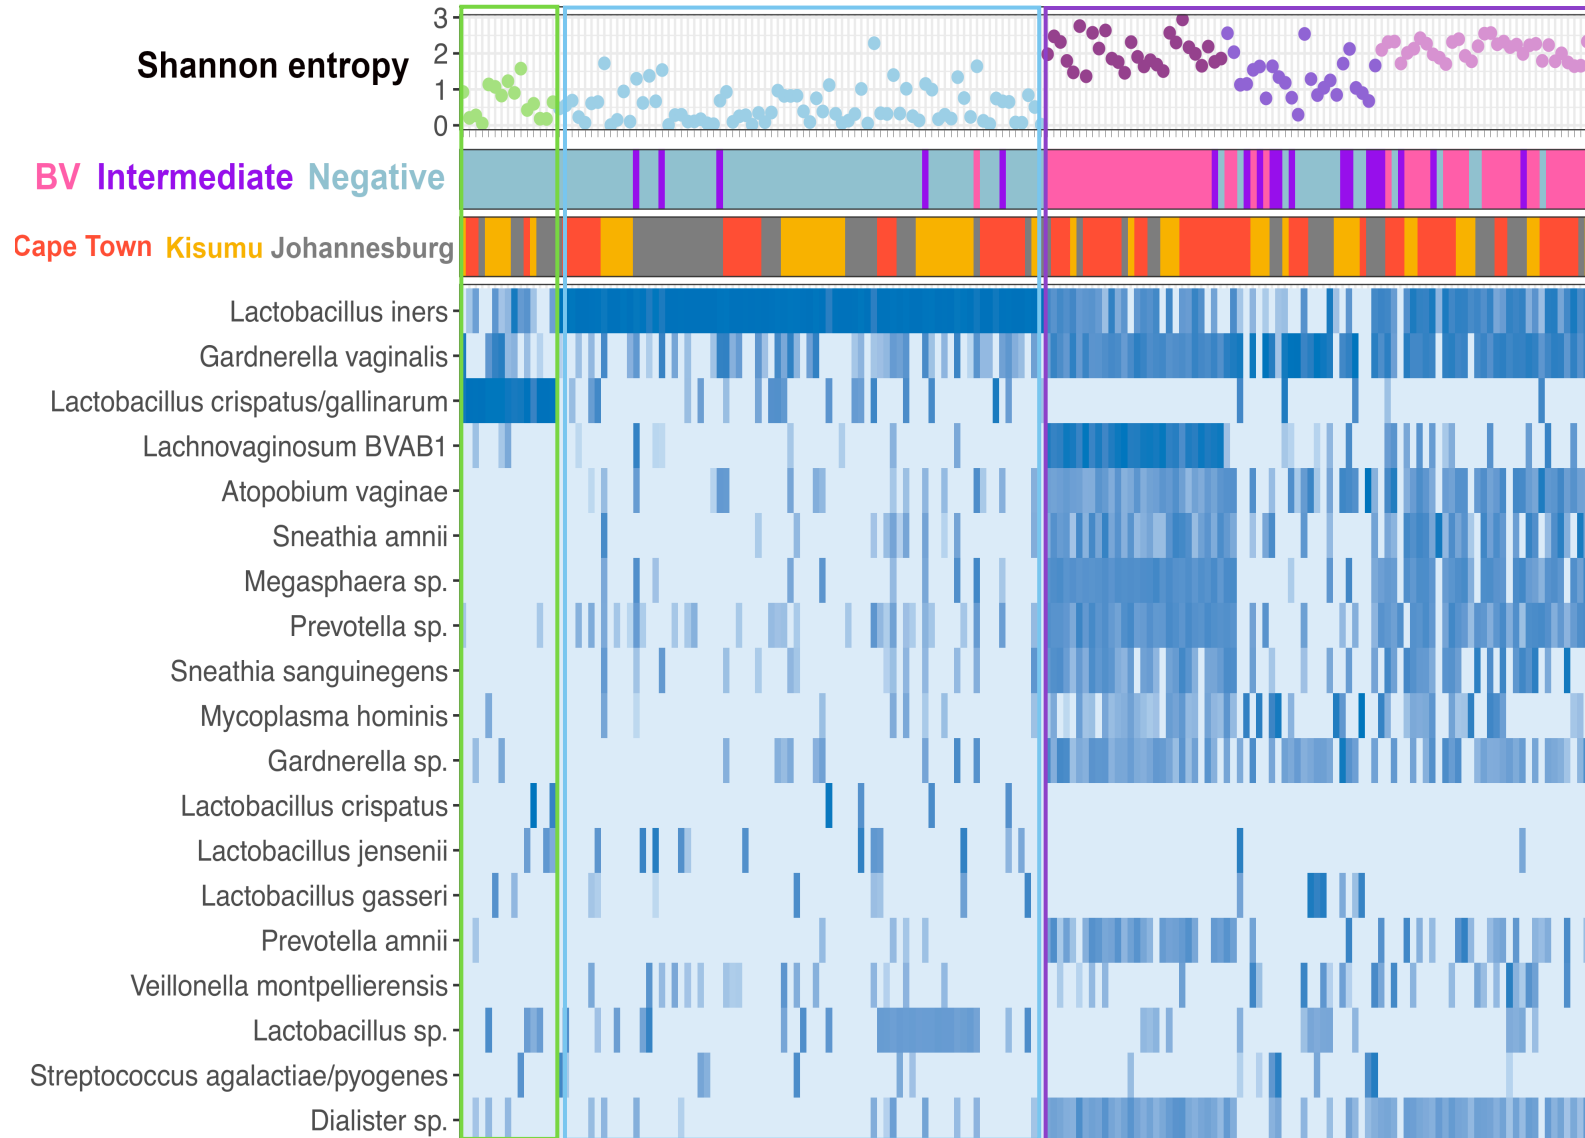 3
Shannon entropy
2
1
0
BV Intermediate Negative
Cape Town Kisumu Johannesburg
Lactobacillus iners
Gardnerella vaginalis
Lactobacillus crispatus/gallinarum
Lachnovaginosum BVAB1
Atopobium vaginae
Sneathia amnii
Megasphaera sp.
Prevotella sp.
Sneathia sanguinegens
Mycoplasma hominis
Gardnerella sp.
Lactobacillus crispatus
Lactobacillus jensenii
Lactobacillus gasseri
Prevotella amnii
Veillonella montpellierensis
Lactobacillus sp.
Streptococcus agalactiae/pyogenes
Dialister sp.